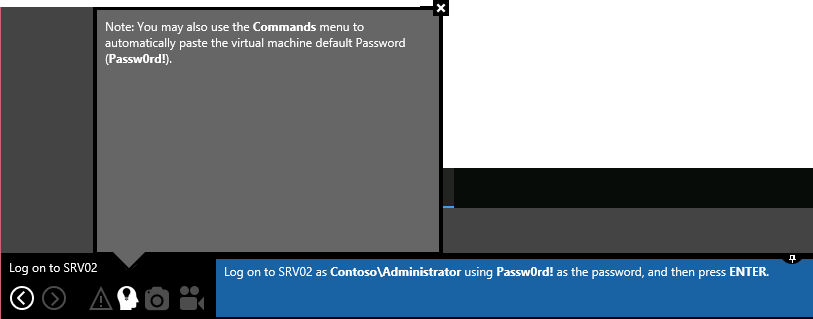 Note: You may also use the Commands menu to
automatically paste the virtual machine default Password
(Passw0rd!).
Log on to SRV02
Log on to SRV02 as Contoso\Administrator using Passw0rd! as the password, and then press ENTER.